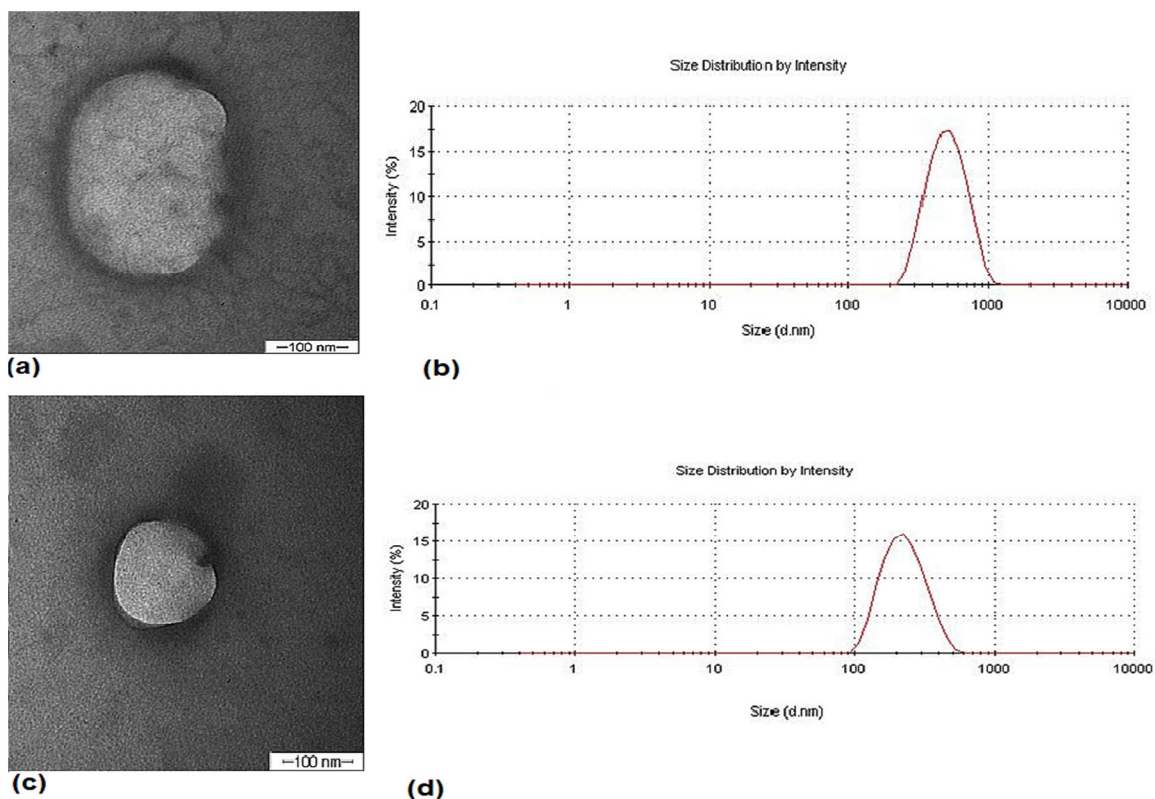 Size Distribution by Intensity
20
15
10
5
0
Intensity (%)
0.1 1 10 100 1000 10000
Size (d.nm)
100 nm
(a)
(b)
Size Distribution by Intensity
20
15
10
5
0
Intensity (%)
0.1 1 10 100 1000 10000
Size (d.nm)
100 nm
(c)
(d)